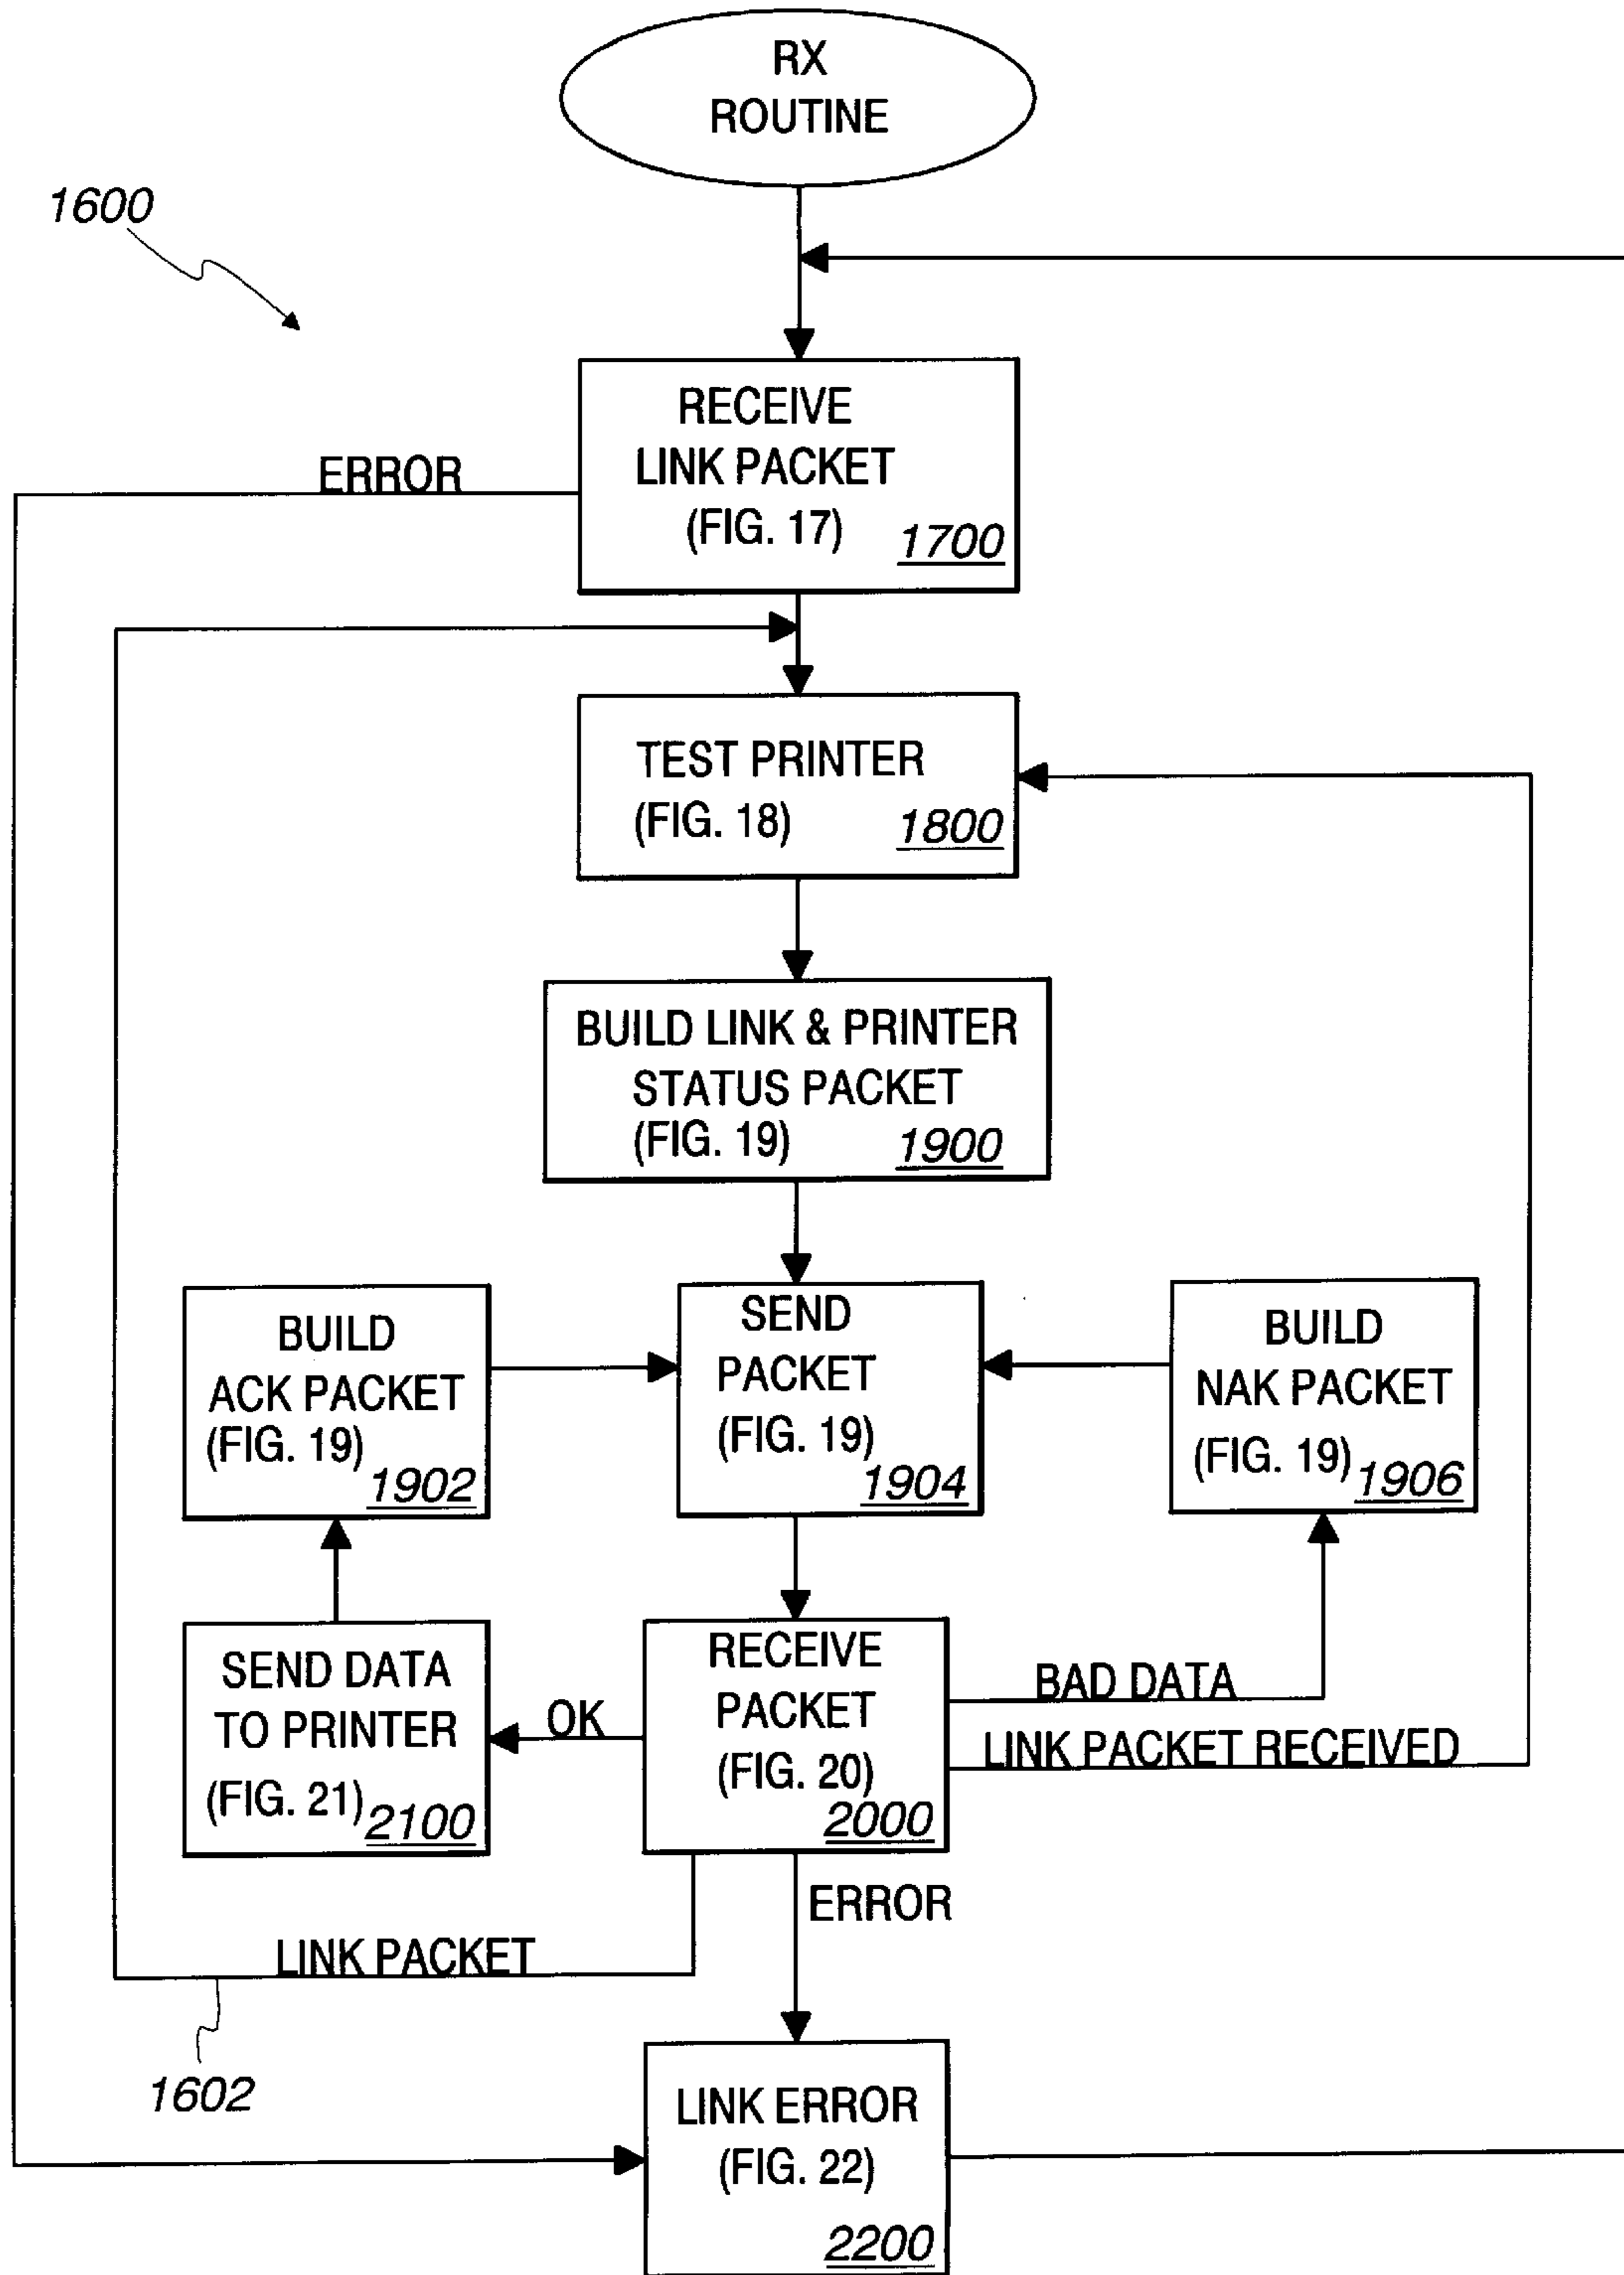 RX
ROUTINE
1600
RECEIVE
LINK PACKET
(FIG. 17)
1700
ERROR
TEST PRINTER
(FIG. 18)
1800
BUILD LINK & PRINTER
STATUS PACKET
(FIG. 19)
1900
BUILD
ACK PACKET
(FIG. 19)
1902
SEND
PACKET
(FIG. 19)
1904
BUILD
NAK PACKET
(FIG. 19)
1906
SEND DATA
TO PRINTER
(FIG. 21)
2100
OK
RECEIVE
PACKET
(FIG. 20)
2000
BAD DATA
LINK PACKET RECEIVED
ERROR
LINK PACKET
1602
LINK ERROR
(FIG. 22)
2200